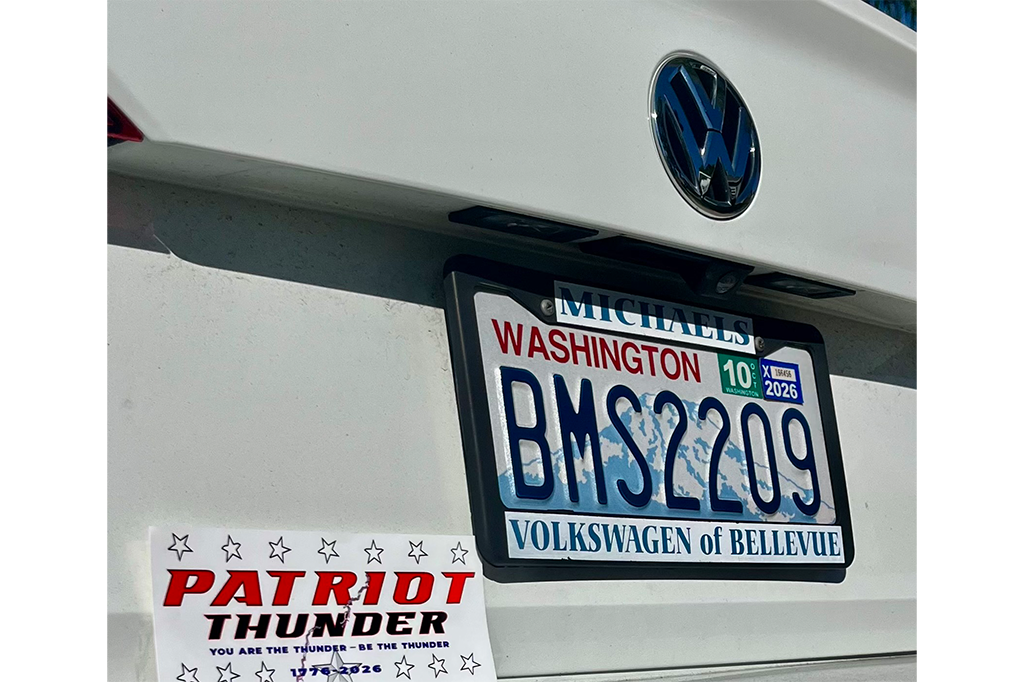 MICHAELS
WASHINGTON
10 OCT
WASHINGTON
X
2026
BMS2209
VOLKSWAGEN of BELLEVUE
PATRIOT
THUNDER
YOU ARE THE THUNDER – BE THE THUNDER
1776-2026